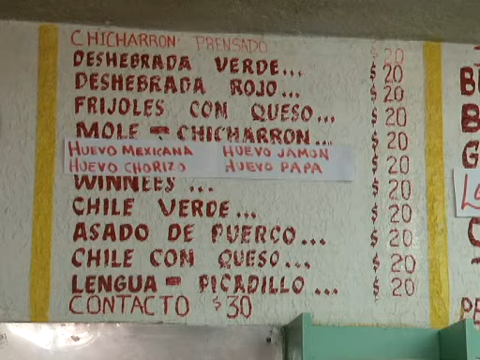 CHICHARRON PRENSADO $ 20
DESHEBRADA VERDE... $ 20
DESHEBRADA ROJO... $ 20
FRIJOLES CON QUESO... $ 20
MOLE - CHICHARRON... $ 20
HUEVO MEXICANA HUEVO JAMON $ 20
HUEVO CHORIZO HUEVO PAPA
WINNEES ... $ 20
CHILE VERDE... $ 20
ASADO DE PUERCO... $ 20
CHILE CON QUESO... $ 20
LENGUA - PICADILLO ... $ 20
CONTACTO $30